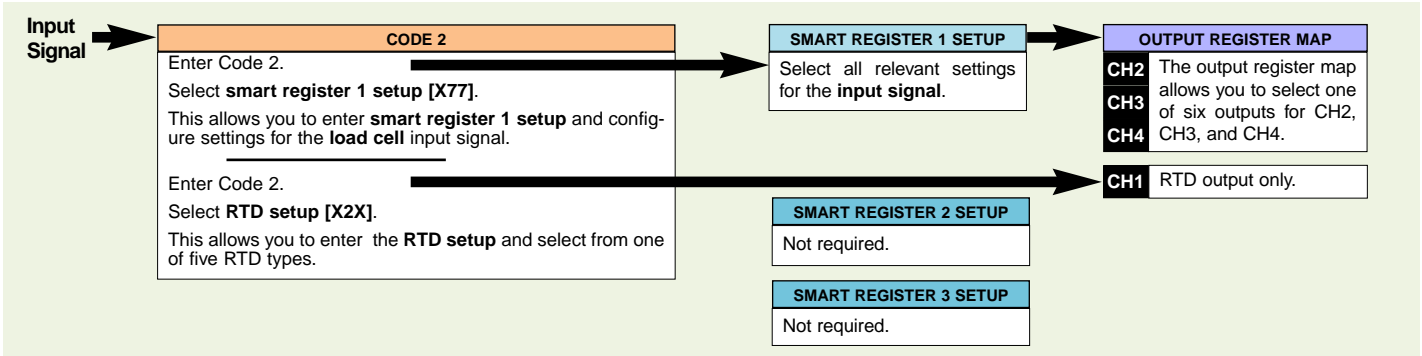 Input
Signal
CODE 2
Enter Code 2.
Select smart register 1 setup [X77].
This allows you to enter smart register 1 setup and config-
ure settings for the load cell input signal.
Enter Code 2.
Select RTD setup [X2X].
This allows you to enter the RTD setup and select from one
of five RTD types.
SMART REGISTER 1 SETUP
Select all relevant settings
for the input signal.
SMART REGISTER 2 SETUP
Not required.
SMART REGISTER 3 SETUP
Not required.
OUTPUT REGISTER MAP
CH2
CH3
CH4
The output register map
allows you to select one
of six outputs for CH2,
CH3, and CH4.
CH1
RTD output only.